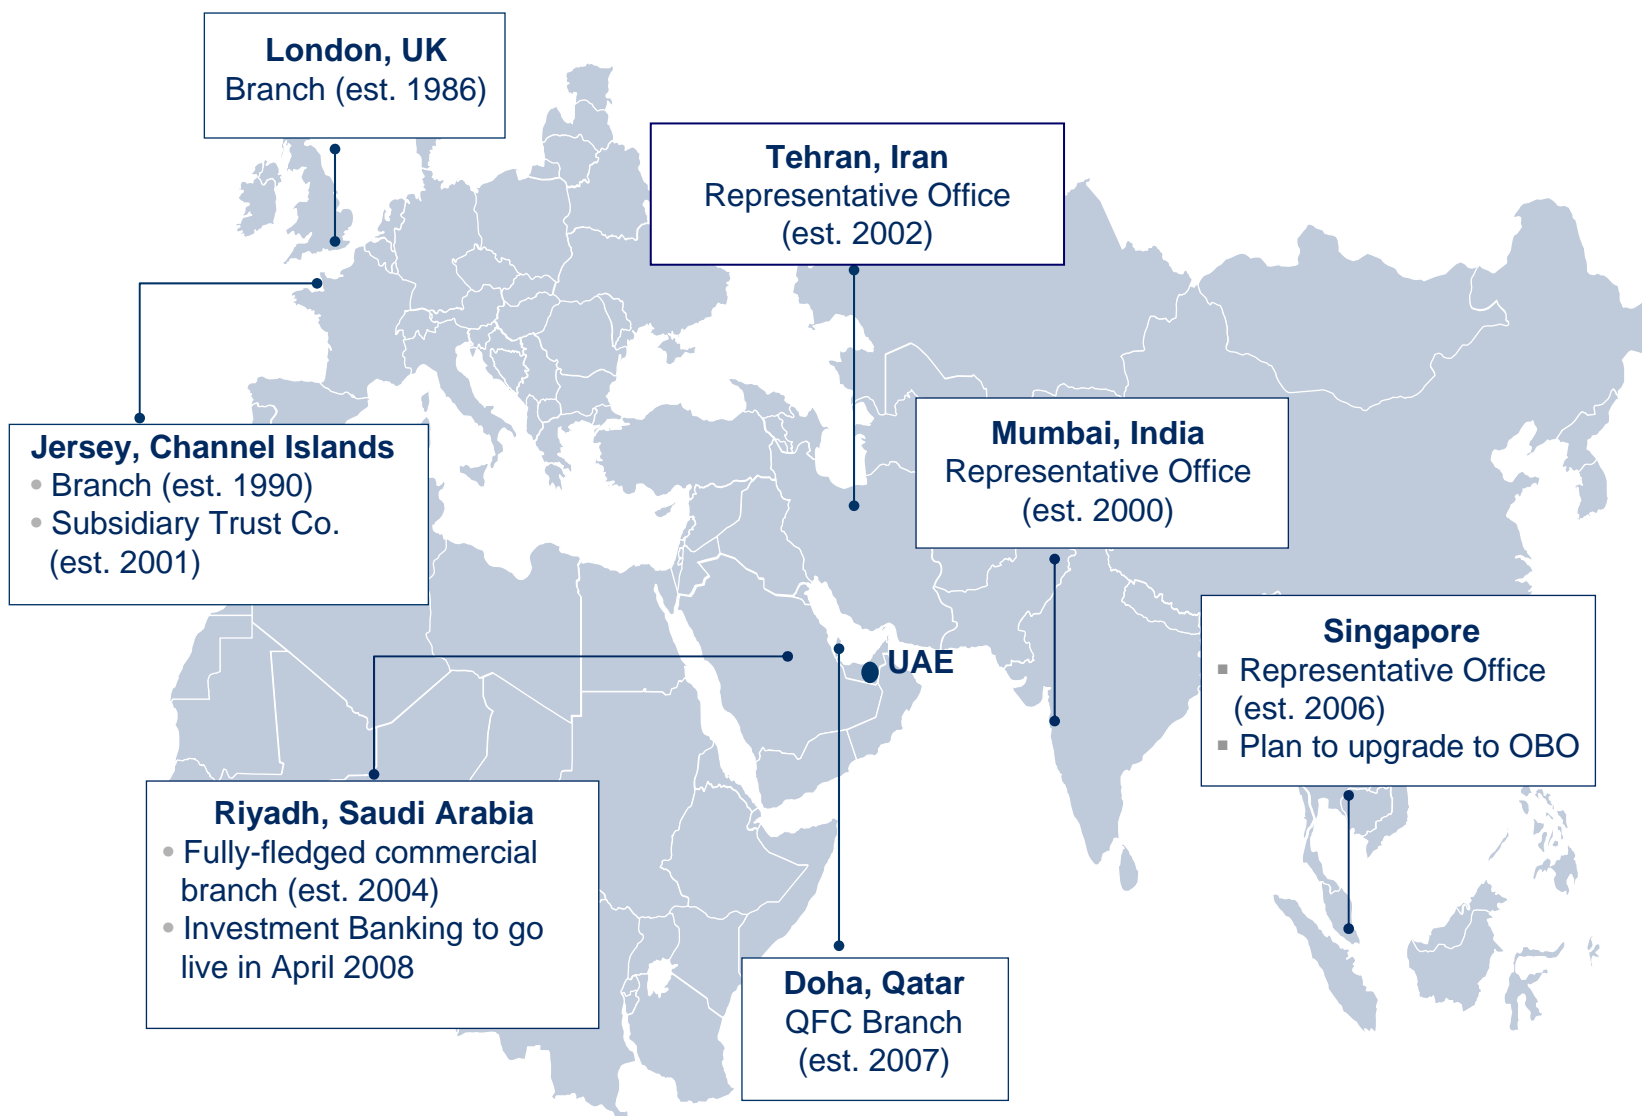 London, UK
Branch (est. 1986)
Tehran, Iran
Representative Office
(est. 2002)
Mumbai, India
Representative Office
(est. 2000)
Jersey, Channel Islands
• Branch (est. 1990)
• Subsidiary Trust Co.
(est. 2001)
UAE
Singapore
▪ Representative Office
(est. 2006)
▪ Plan to upgrade to OBO
Riyadh, Saudi Arabia
• Fully-fledged commercial
branch (est. 2004)
• Investment Banking to go
live in April 2008
Doha, Qatar
QFC Branch
(est. 2007)